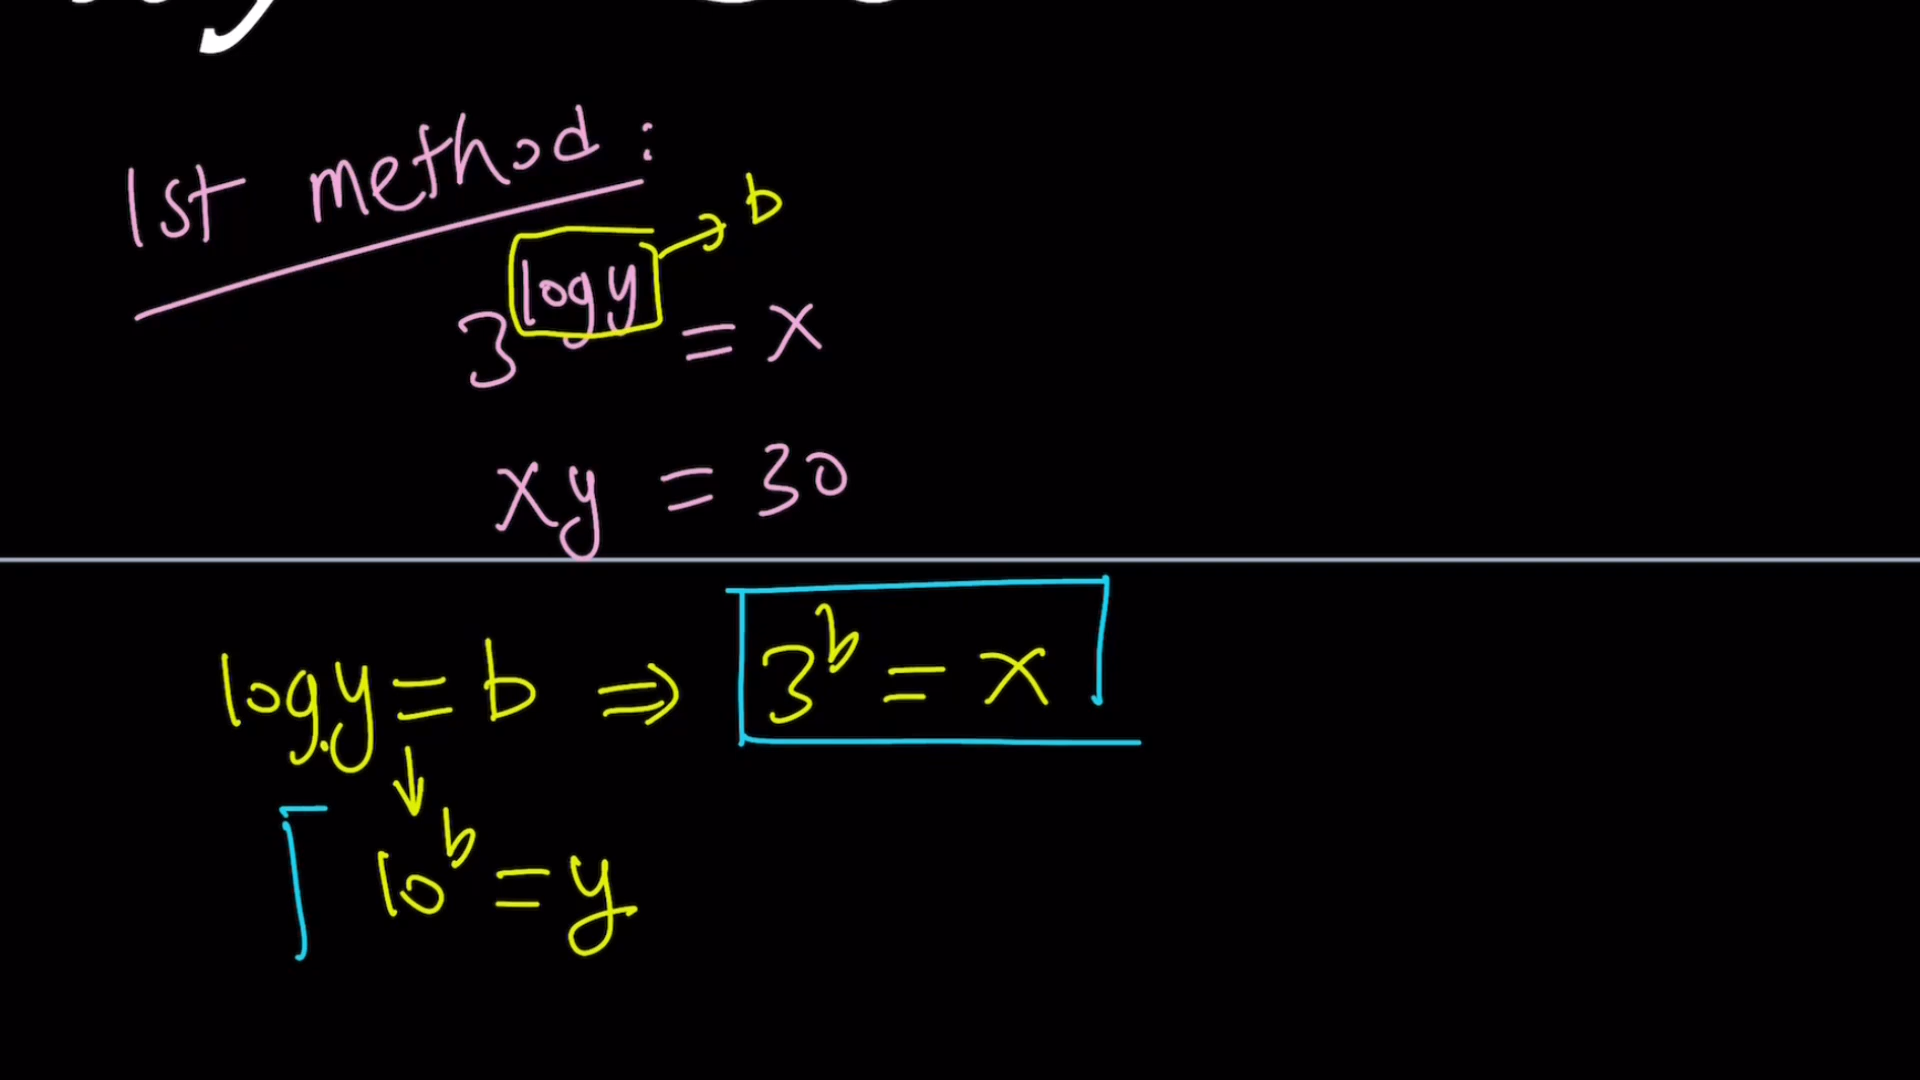 1st method:
b
3^{log y} = x
xy = 30
log y = b ⇒ 3^b = x
↓
10^b = y